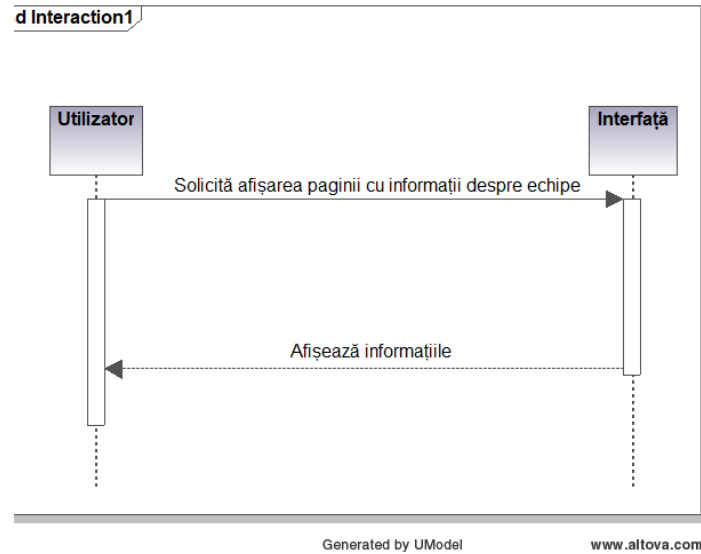 d Interaction1
Utilizator
Interfață
Solicită afișarea paginii cu informații despre echipe
Afișează informațiile
Generated by UModel
www.altova.com